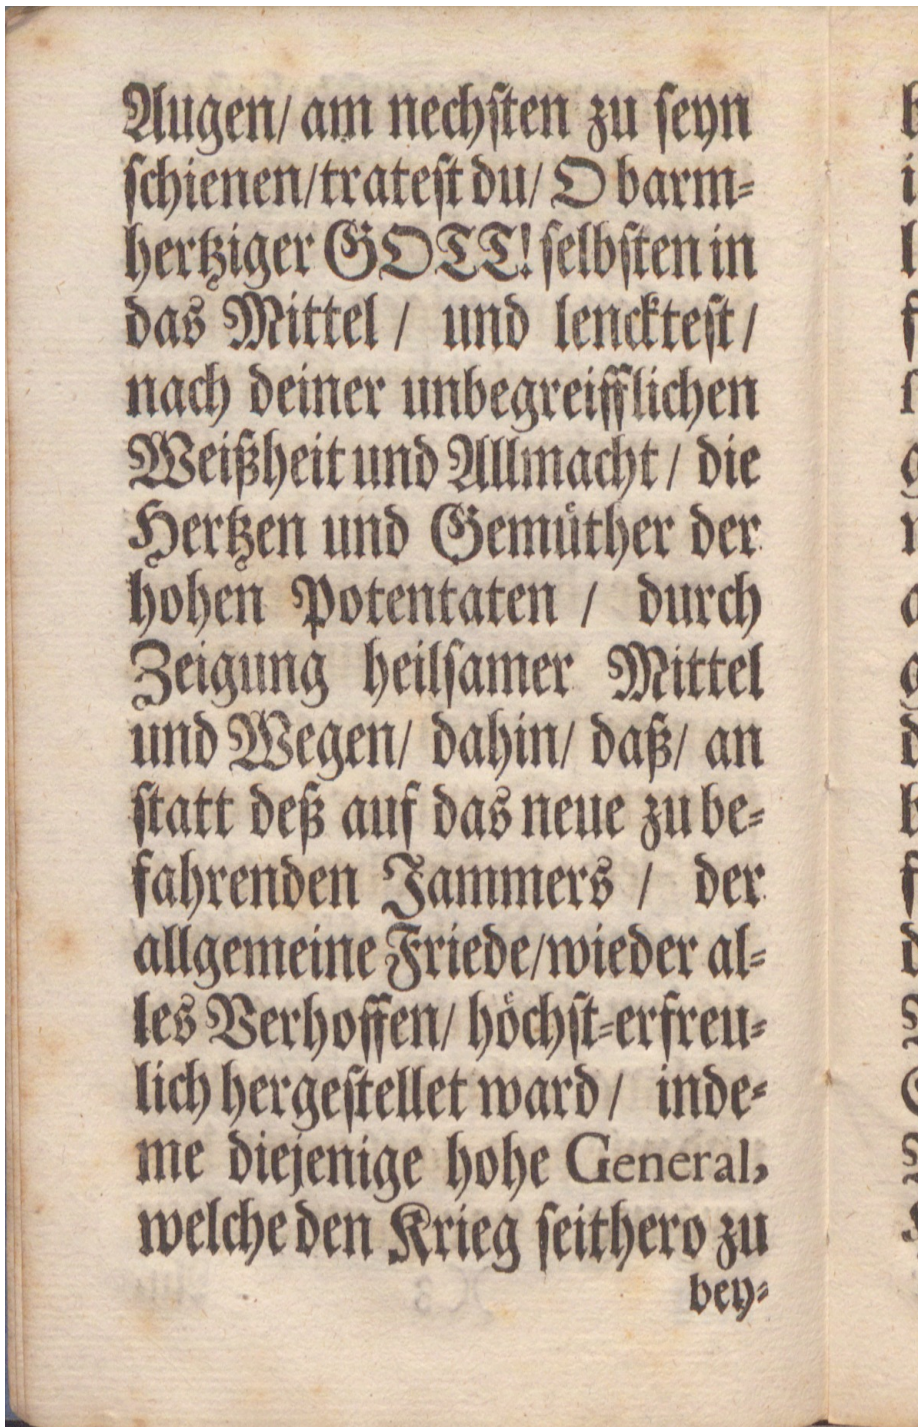 Augen/ am nechſten zu ſeyn
ſchienen/trateſt du/ O barm⸗
hertziger GOTT! ſelbſten in
das Mittel / und lenckteſt /
nach deiner unbegreifflichen
Weißheit und Allmacht / die
Hertzen und Gemüther der
hohen Potentaten / durch
Zeigung heilſamer Mittel
und Wegen/ dahin/ daß/ an
ſtatt deß auf das neue zu be⸗
fahrenden Jammers / der
allgemeine Friede/wieder al⸗
les Verhoffen/ höchſt⸗erfreu⸗
lich hergeſtellet ward / inde⸗
me diejenige hohe General,
welche den Krieg ſeithero zu
bey⸗